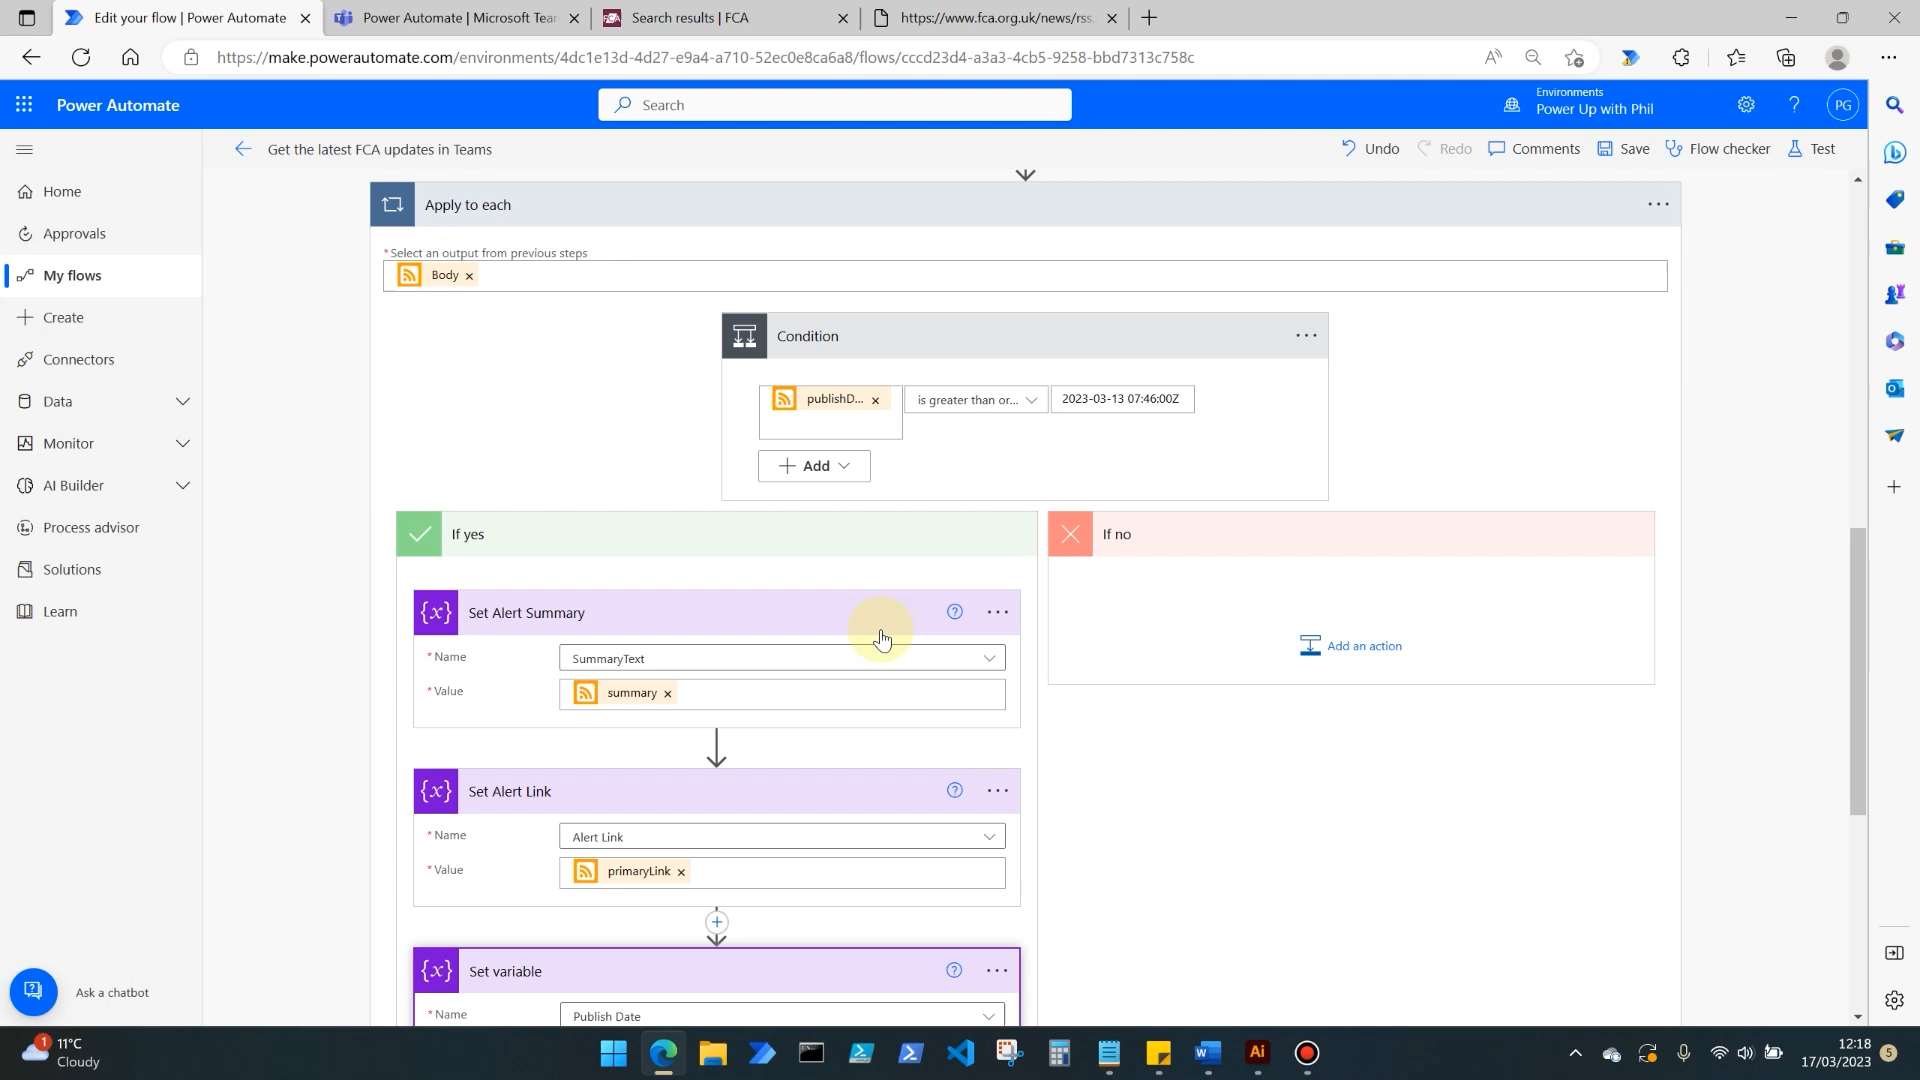 Edit your flow | Power Automate
Power Automate | Microsoft Tear
Search results | FCA
https://www.fca.org.uk/news/rss.
https://make.powerautomate.com/environments/4dc1e13d-4d27-e9a4-a710-52ec0e8ca6a8/flows/cccd23d4-a3a3-4cb5-9258-bbd7313c758c
Power Automate
Search
Environments
Power Up with Phil
PG
Get the latest FCA updates in Teams
Undo
Redo
Comments
Save
Flow checker
Test
Home
Approvals
My flows
Create
Connectors
Data
Monitor
AI Builder
Process advisor
Solutions
Learn
Ask a chatbot
Apply to each
* Select an output from previous steps
Body
Condition
publishD...
is greater than or...
2023-03-13 07:46:00Z
Add
If yes
If no
Add an action
Set Alert Summary
* Name
SummaryText
* Value
summary
Set Alert Link
* Name
Alert Link
* Value
primaryLink
Set variable
* Name
Publish Date
1
11°C
Cloudy
Ai
12:18
17/03/2023
5